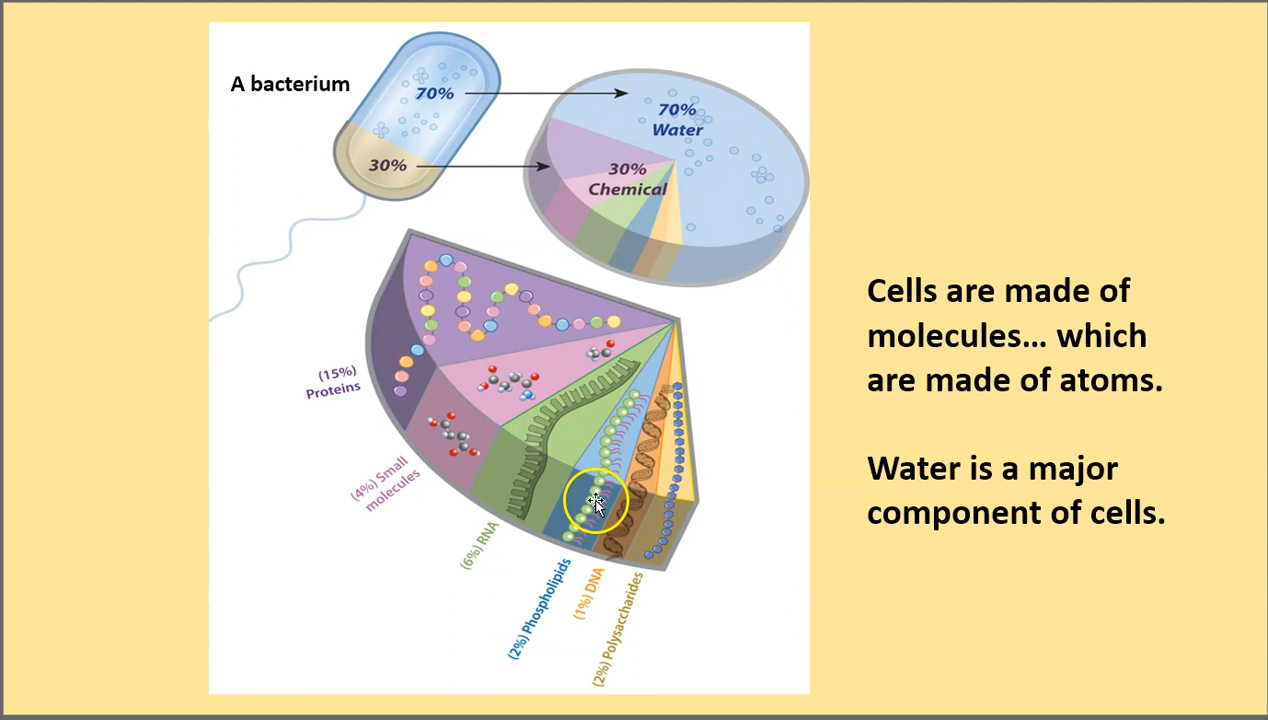 A bacterium
70%
30%
70%
Water
30%
Chemical
(15%)
Proteins
(4%) Small
molecules
(6%) RNA
(2%) Phospholipids
(1%) DNA
(2%) Polysaccharides
Cells are made of
molecules… which
are made of atoms.
Water is a major
component of cells.